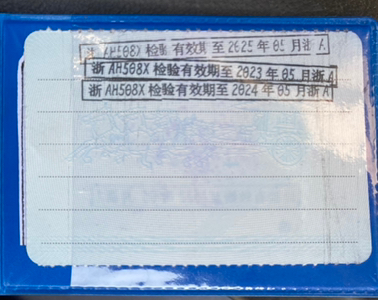 浙 AH508X 检验有效期至 2025 年 05 月浙 A
浙 AH508X 检验有效期至 2023 年 05 月浙 A
浙 AH508X 检验有效期至 2024 年 05 月浙 A